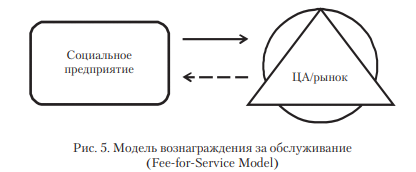 Социальное
предприятие
ЦА/рынок
Рис. 5. Модель вознаграждения за обслуживание
(Fee-for-Service Model)